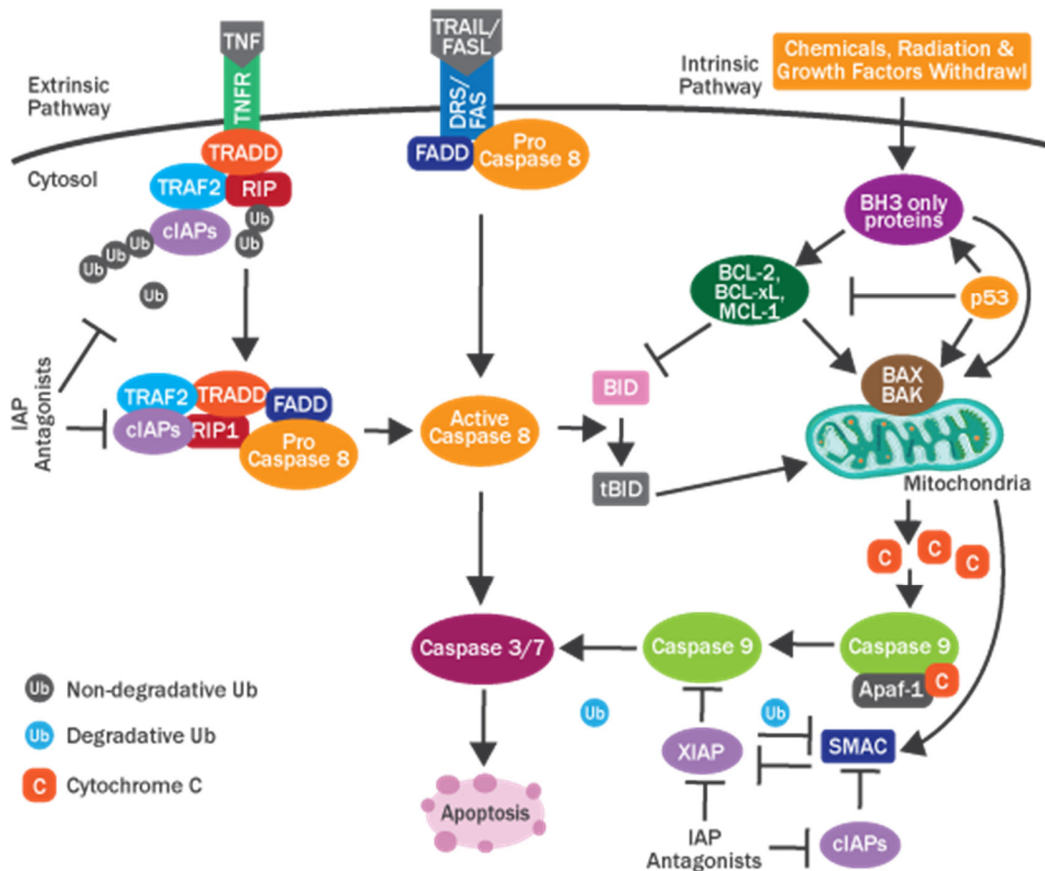 TNF
TNFR
TRAIL/
FASL
DRS/
FAS
Extrinsic
Pathway
Intrinsic
Pathway
Chemicals, Radiation &
Growth Factors Withdrawl
Cytosol
TRADD
TRAF2
RIP
cIAPs
Ub
Ub
Ub
Ub
Ub
Ub
Ub
FADD
Pro
Caspase 8
BH3 only
proteins
BCL-2,
BCL-xL,
MCL-1
p53
BAX
BAK
Mitochondria
IAP
Antagonists
TRAF2
TRADD
FADD
cIAPs
RIP1
Pro
Caspase 8
Active
Caspase 8
BID
tBID
C
C
C
Caspase 3/7
Caspase 9
Caspase 9
Apaf-1
C
Ub
Ub
XIAP
SMAC
cIAPs
IAP
Antagonists
Apoptosis
Ub Non-degradative Ub
Ub Degradative Ub
C Cytochrome C